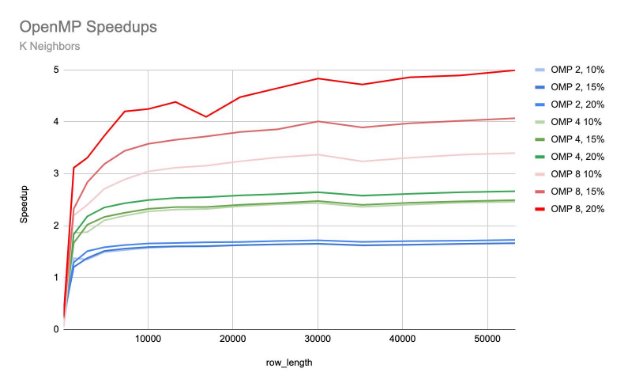 OpenMP Speedups
K Neighbors
5
4
3
2
1
0
Speedup
10000
20000
30000
40000
50000
row_length
OMP 2, 10%
OMP 2, 15%
OMP 2, 20%
OMP 4 10%
OMP 4, 15%
OMP 4, 20%
OMP 8 10%
OMP 8, 15%
OMP 8, 20%